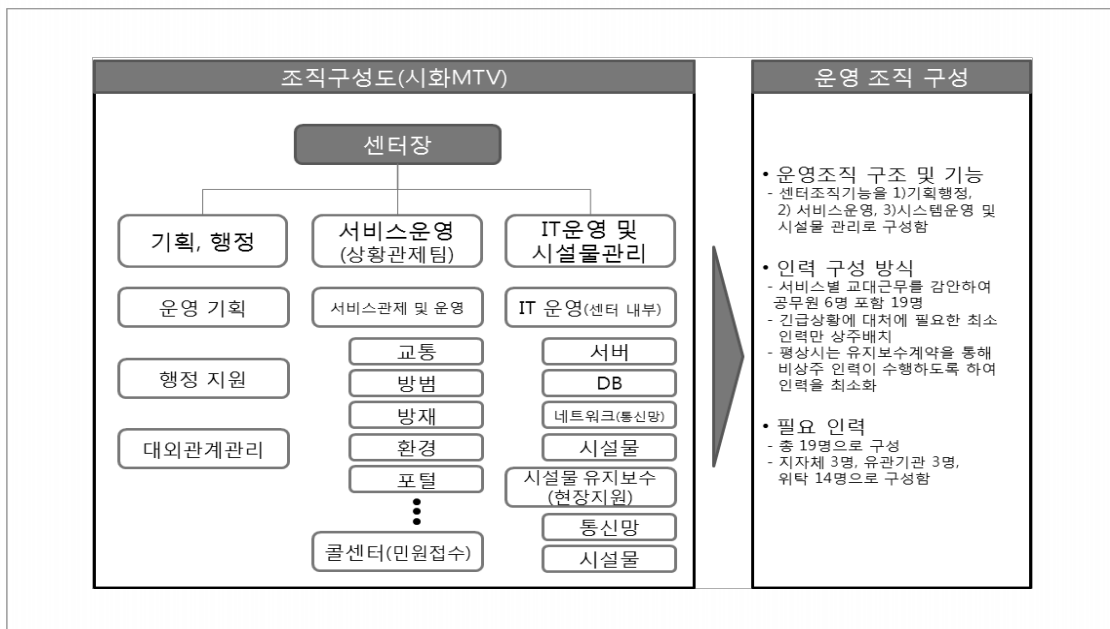 조직구성도(시화MTV)
센터장
기획, 행정
운영 기획
행정 지원
대외관계관리
서비스운영
(상황관제팀)
서비스관제 및 운영
교통
방범
방재
환경
포털
콜센터(민원접수)
IT운영 및
시설물관리
IT 운영(센터 내부)
서버
DB
네트워크(통신망)
시설물
시설물 유지보수
(현장지원)
통신망
시설물
운영 조직 구성
• 운영조직 구조 및 기능
- 센터조직기능을 1)기획행정,
2) 서비스운영, 3)시스템운영 및
시설물 관리로 구성함
• 인력 구성 방식
- 서비스별 교대근무를 감안하여
공무원 6명 포함 19명
- 긴급상황에 대처에 필요한 최소
인력만 상주배치
- 평상시는 유지보수계약을 통해
비상주 인력이 수행하도록 하여
인력을 최소화
• 필요 인력
- 총 19명으로 구성
- 지자체 3명, 유관기관 3명,
위탁 14명으로 구성함